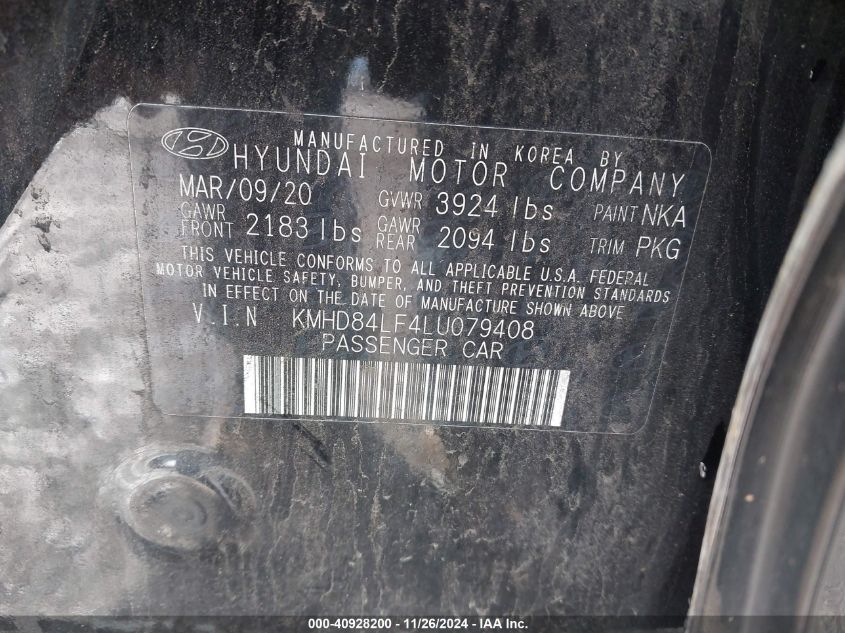 MANUFACTURED IN KOREA BY
HYUNDAI MOTOR COMPANY
MAR/09/20 GVWR 3924 lbs PAINT NKA
GAWR FRONT 2183 lbs GAWR REAR 2094 lbs TRIM PKG
THIS VEHICLE CONFORMS TO ALL APPLICABLE U.S.A. FEDERAL
MOTOR VEHICLE SAFETY, BUMPER, AND THEFT PREVENTION STANDARDS
IN EFFECT ON THE DATE OF MANUFACTURE SHOWN ABOVE
V.I.N KMHD84LF4LU079408
PASSENGER CAR
000-40928200 - 11/26/2024 - IAA Inc.